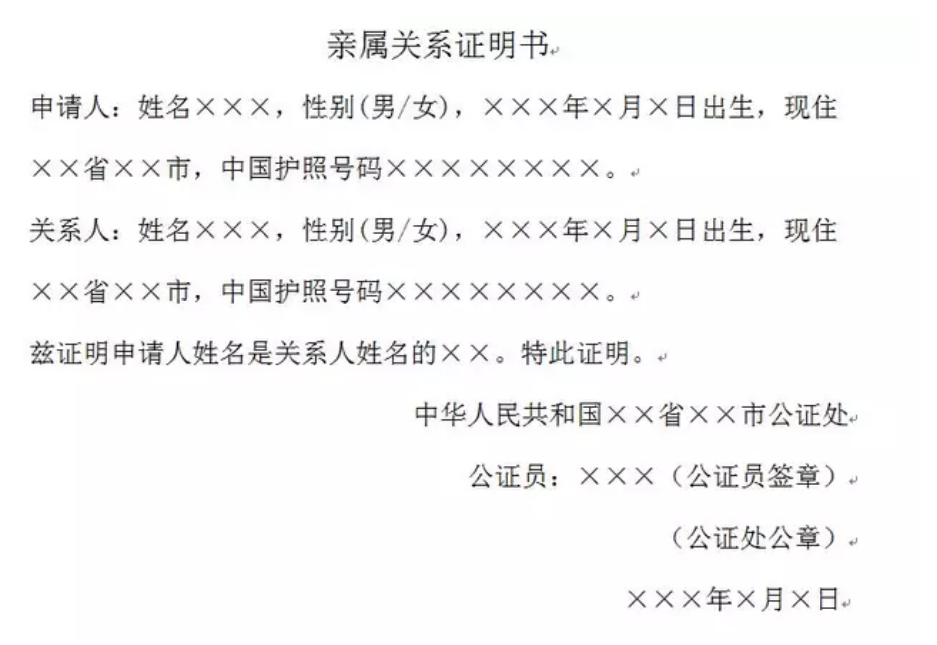 亲属关系证明书
申请人：姓名×××，性别(男/女)，×××年×月×日出生，现住
××省××市，中国护照号码××××××××。
关系人：姓名×××，性别(男/女)，×××年×月×日出生，现住
××省××市，中国护照号码××××××××。
兹证明申请人姓名是关系人姓名的××。特此证明。
中华人民共和国××省××市公证处
公证员：×××（公证员签章）
（公证处公章）
×××年×月×日